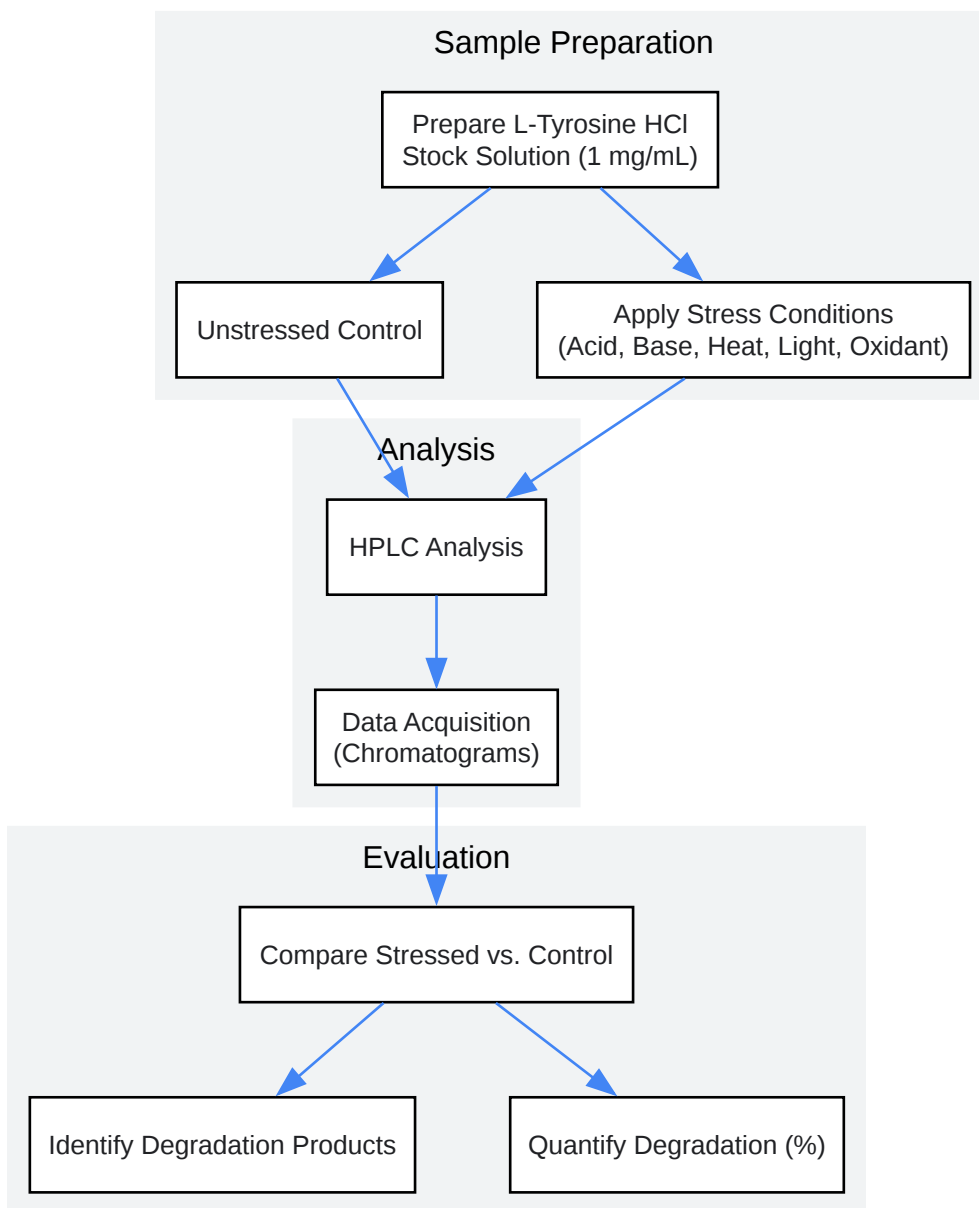 Sample Preparation
Prepare L-Tyrosine HCl
Stock Solution (1 mg/mL)
Unstressed Control
Apply Stress Conditions
(Acid, Base, Heat, Light, Oxidant)
Analysis
HPLC Analysis
Data Acquisition
(Chromatograms)
Evaluation
Compare Stressed vs. Control
Identify Degradation Products
Quantify Degradation (%)